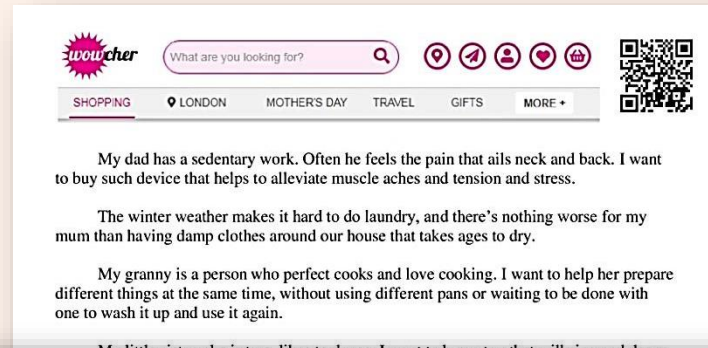 wowcher
What are you looking for?
SHOPPING LONDON MOTHER'S DAY TRAVEL GIFTS MORE +
My dad has a sedentary work. Often he feels the pain that ails neck and back. I want
to buy such device that helps to alleviate muscle aches and tension and stress.
The winter weather makes it hard to do laundry, and there's nothing worse for my
mum than having damp clothes around our house that takes ages to dry.
My granny is a person who perfect cooks and love cooking. I want to help her prepare
different things at the same time, without using different pans or waiting to be done with
one to wash it up and use it again.